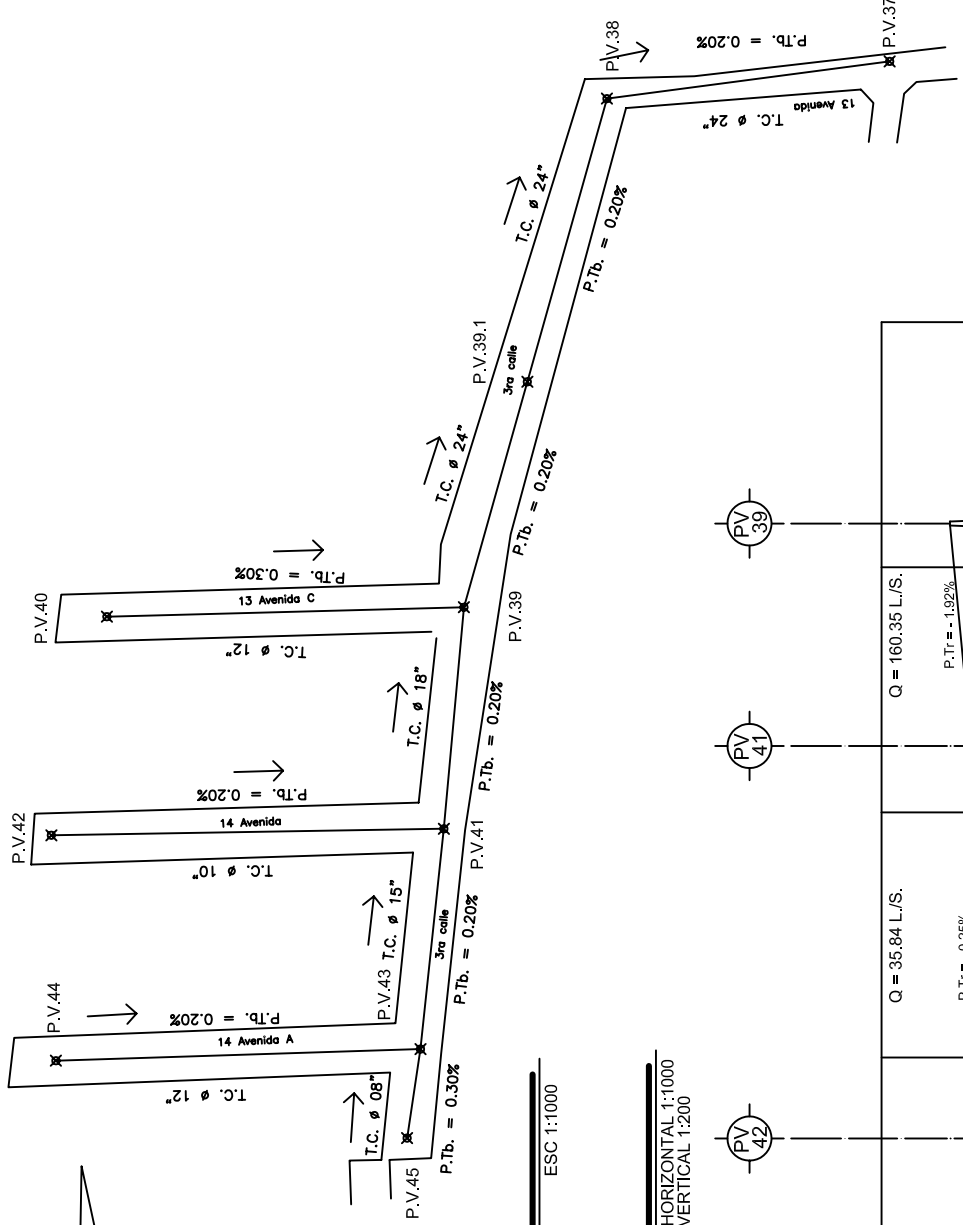 P.V.37
P.V.38
P.Tb. = 0.20%
T.C. ø 24"
13 Avenida
T.C. ø 24"
P.Tb. = 0.20%
P.V.39.1
3ra calle
T.C. ø 24"
P.Tb. = 0.20%
P.V.40
P.Tb. = 0.30%
13 Avenida C
T.C. ø 12"
P.V.39
T.C. ø 18"
P.Tb. = 0.20%
P.V.42
P.Tb. = 0.20%
14 Avenida
T.C. ø 10"
P.V.41
T.C. ø 15"
3ra calle
P.Tb. = 0.20%
P.V.44
P.V.43
P.Tb. = 0.20%
14 Avenida A
T.C. ø 12"
T.C. ø 08"
P.Tb. = 0.30%
P.V.45
ESC 1:1000
HORIZONTAL 1:1000
VERTICAL 1:200
PV
39
PV
41
PV
42
Q = 160.35 L./S.
P.Tr = - 1.92%
Q = 35.84 L./S.